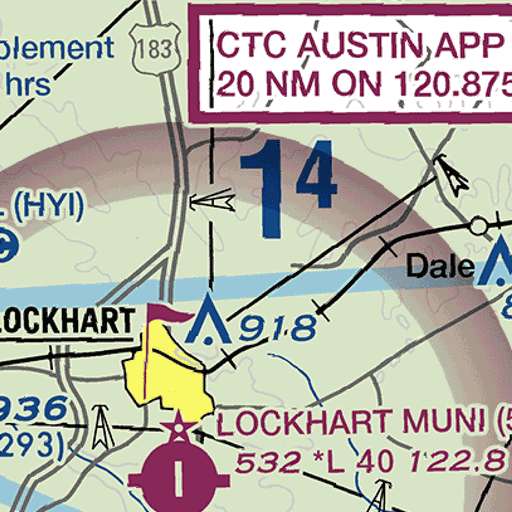 plement
hrs
183
CTC AUSTIN APP
20 NM ON 120.875
14
(HYI)
C
Dale
LOCKHART
918
936
293)
LOCKHART MUNI (5
532 *L 40 122.8